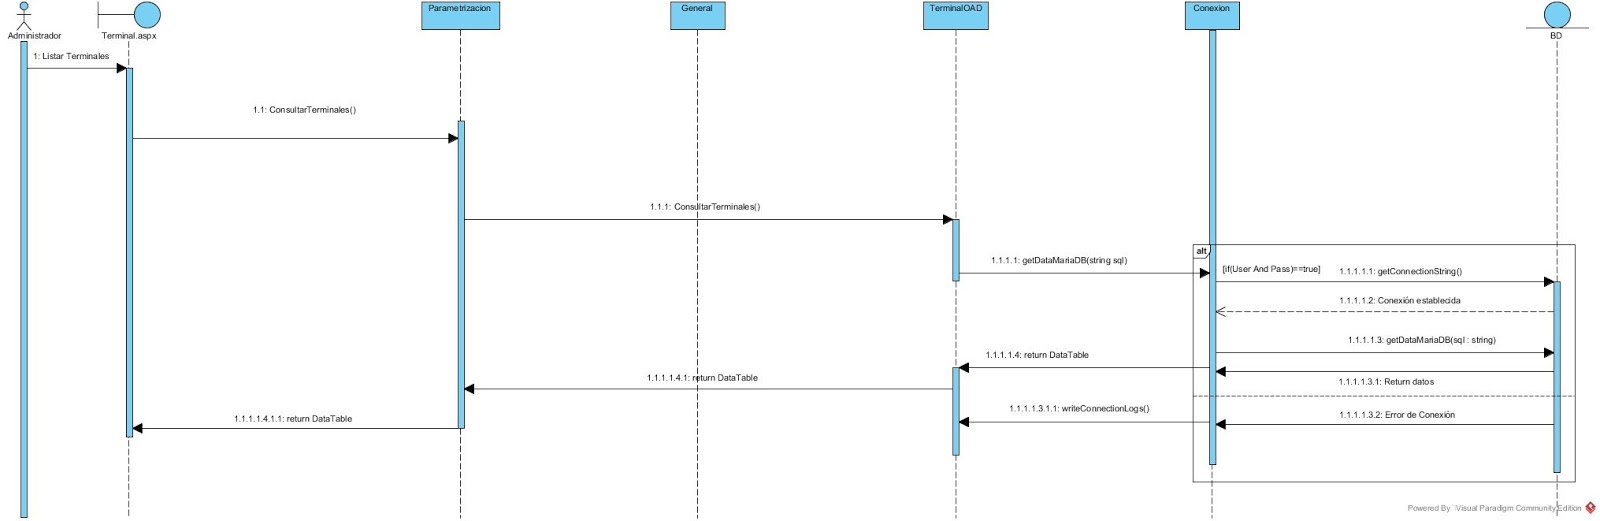 Parametrizacion
General
TerminalOAD
Conexion
Administrador
Terminal.aspx
BD
1: Listar Terminales
1.1: ConsultarTerminales()
1.1.1: ConsultarTerminales()
alt
1.1.1.1: getDataMariaDB(string sql)
[if(User And Pass)==true]
1.1.1.1.1: getConnectionString()
1.1.1.1.2: Conexión establecida
1.1.1.1.3: getDataMariaDB(sql : string)
1.1.1.1.4: return DataTable
1.1.1.1.4.1: return DataTable
1.1.1.1.3.1: Return datos
1.1.1.1.3.1.1: writeConnectionLogs()
1.1.1.1.3.2: Error de Conexión
1.1.1.1.4.1.1: return DataTable
Powered By Visual Paradigm Community Edition